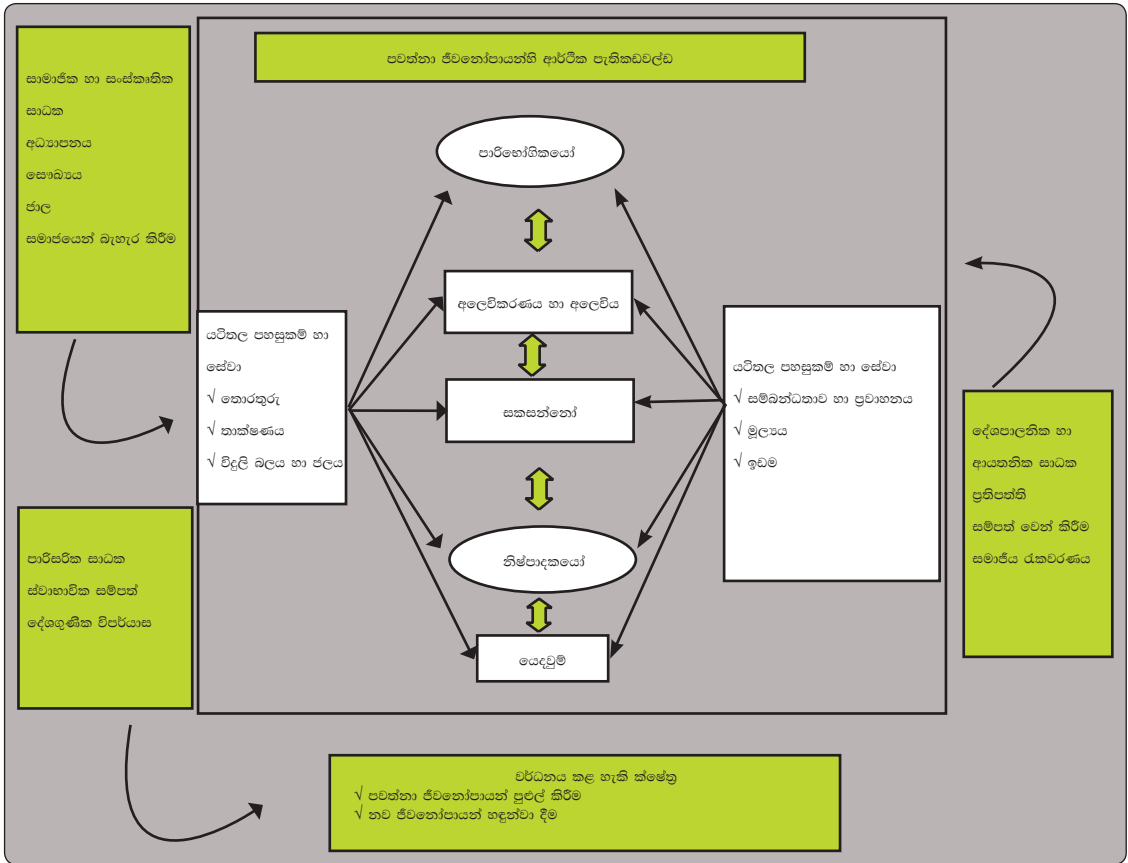 සාමාජික හා සංස්කෘතික
සාධක
අධ්‍යාපනය
සෞඛ්‍යය
ජාල
සමාජයෙන් බැහැර කිරීම
පවත්නා ජීවනෝපායන්හි ආර්ථික පැතිකඩවල්ඩ
පාරිභෝගිකයෝ
අලෙවිකරණය හා අලෙවිය
සකසන්නෝ
නිෂ්පාදකයෝ
යෙදවුම්
යටිතල පහසුකම් හා
සේවා
√ තොරතුරු
√ තාක්ෂණය
√ විදුලි බලය හා ජලය
යටිතල පහසුකම් හා සේවා
√ සම්බන්ධතාව හා ප්‍රවාහනය
√ මූල්‍යය
√ ඉඩම
දේශපාලනික හා
ආයතනික සාධක
ප්‍රතිපත්ති
සම්පත් වෙන් කිරීම
සමාජීය රැකවරණය
පාරිසරික සාධක
ස්වාභාවික සම්පත්
දේශගුණික විපර්යාස
වර්ධනය කළ හැකි ක්ෂේත්‍ර
√ පවත්නා ජීවනෝපායන් පුළුල් කිරීම
√ නව ජීවනෝපායන් හඳුන්වා දීම